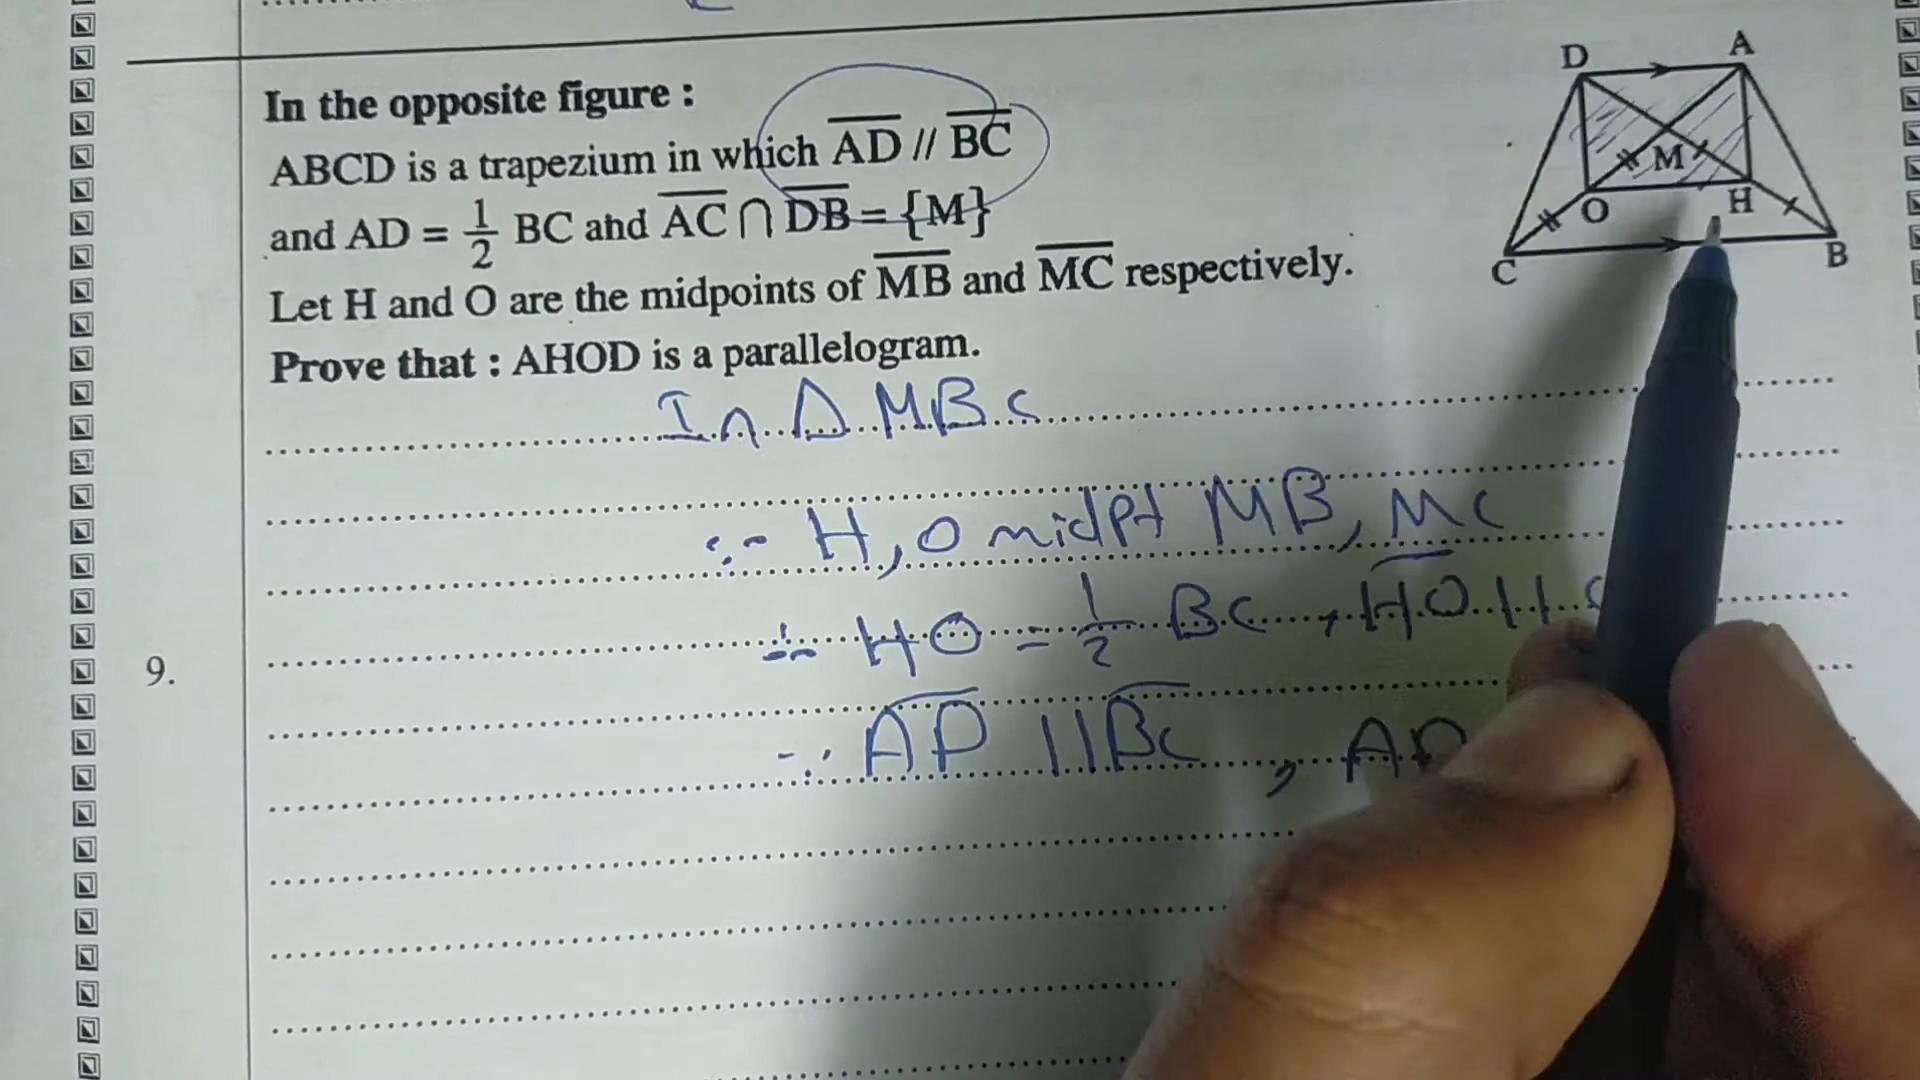 In the opposite figure :
ABCD is a trapezium in which AD // BC
and AD = 1/2 BC and AC ∩ DB = {M}
Let H and O are the midpoints of MB and MC respectively.
Prove that : AHOD is a parallelogram.
D A
M
O H
C B
In Δ MBC
∵ H, O midpt MB, MC
∴ HO = 1/2 BC, HO //
9.
∵ AD // BC, AD